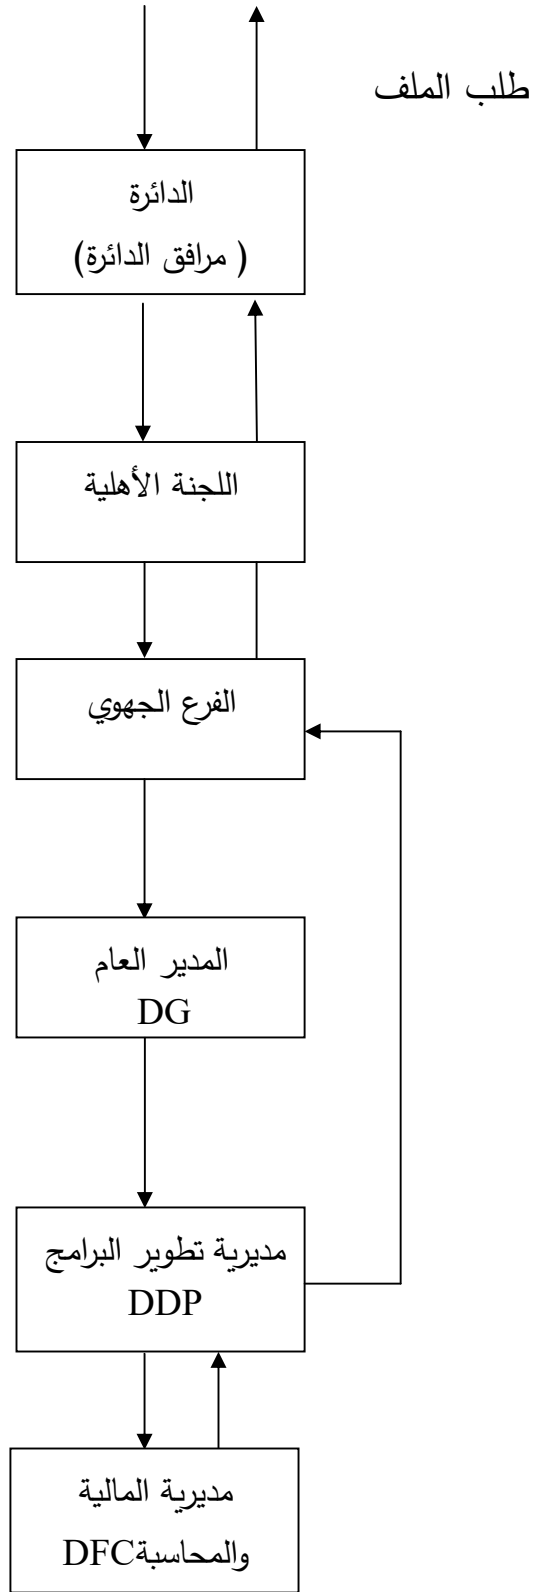 طلب الملف
الدائرة
( مرافق الدائرة)
اللجنة الأهلية
الفرع الجهوي
المدير العام
DG
مديرية تطوير البرامج
DDP
مديرية المالية
والمحاسبةDFC